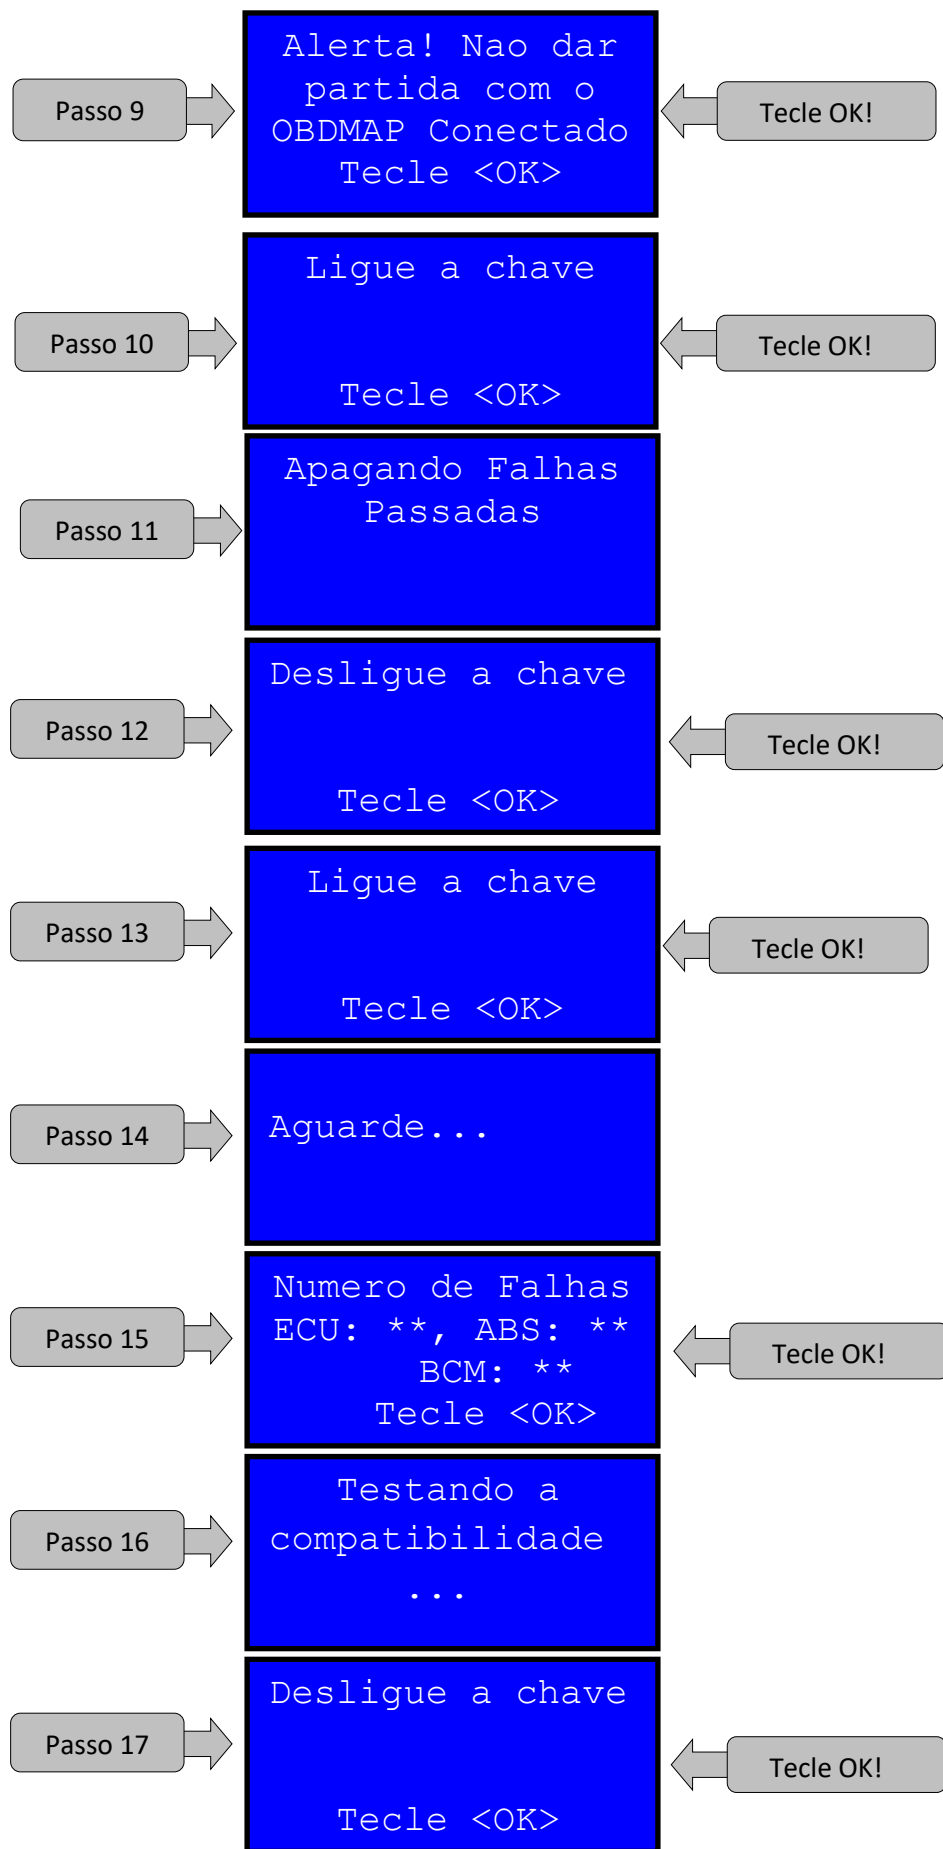 Passo 9
Alerta! Nao dar
partida com o
OBDMAP Conectado
Tecle <OK>
Tecle OK!
Passo 10
Ligue a chave
Tecle <OK>
Tecle OK!
Passo 11
Apagando Falhas
Passadas
Passo 12
Desligue a chave
Tecle <OK>
Tecle OK!
Passo 13
Ligue a chave
Tecle <OK>
Tecle OK!
Passo 14
Aguarde...
Passo 15
Numero de Falhas
ECU: **, ABS: **
BCM: **
Tecle <OK>
Tecle OK!
Passo 16
Testando a
compatibilidade
...
Passo 17
Desligue a chave
Tecle <OK>
Tecle OK!